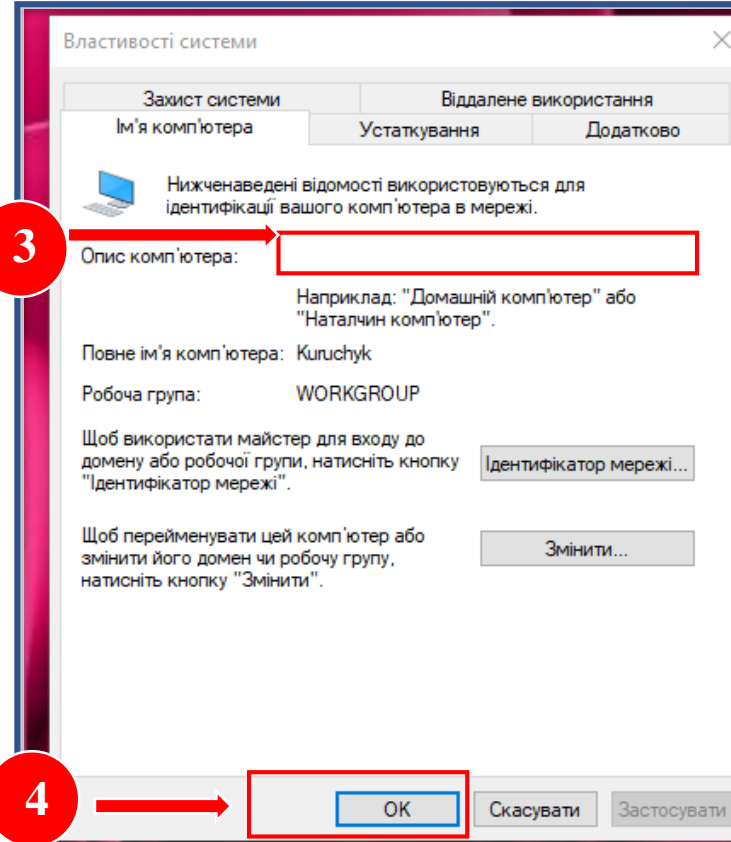 Властивості системи
Захист системи
Віддалене використання
Ім'я комп'ютера
Устаткування
Додатково
Нижченаведені відомості використовуються для
ідентифікації вашого комп'ютера в мережі.
3
Опис комп'ютера:
Наприклад: "Домашній комп'ютер" або
"Наталчин комп'ютер".
Повне ім'я комп'ютера: Kuruchyk
Робоча група: WORKGROUP
Щоб використати майстер для входу до
домену або робочої групи, натисніть кнопку
"Ідентифікатор мережі".
Ідентифікатор мережі...
Щоб перейменувати цей комп'ютер або
змінити його домен чи робочу групу,
натисніть кнопку "Змінити".
Змінити...
4
OK
Скасувати
Застосувати